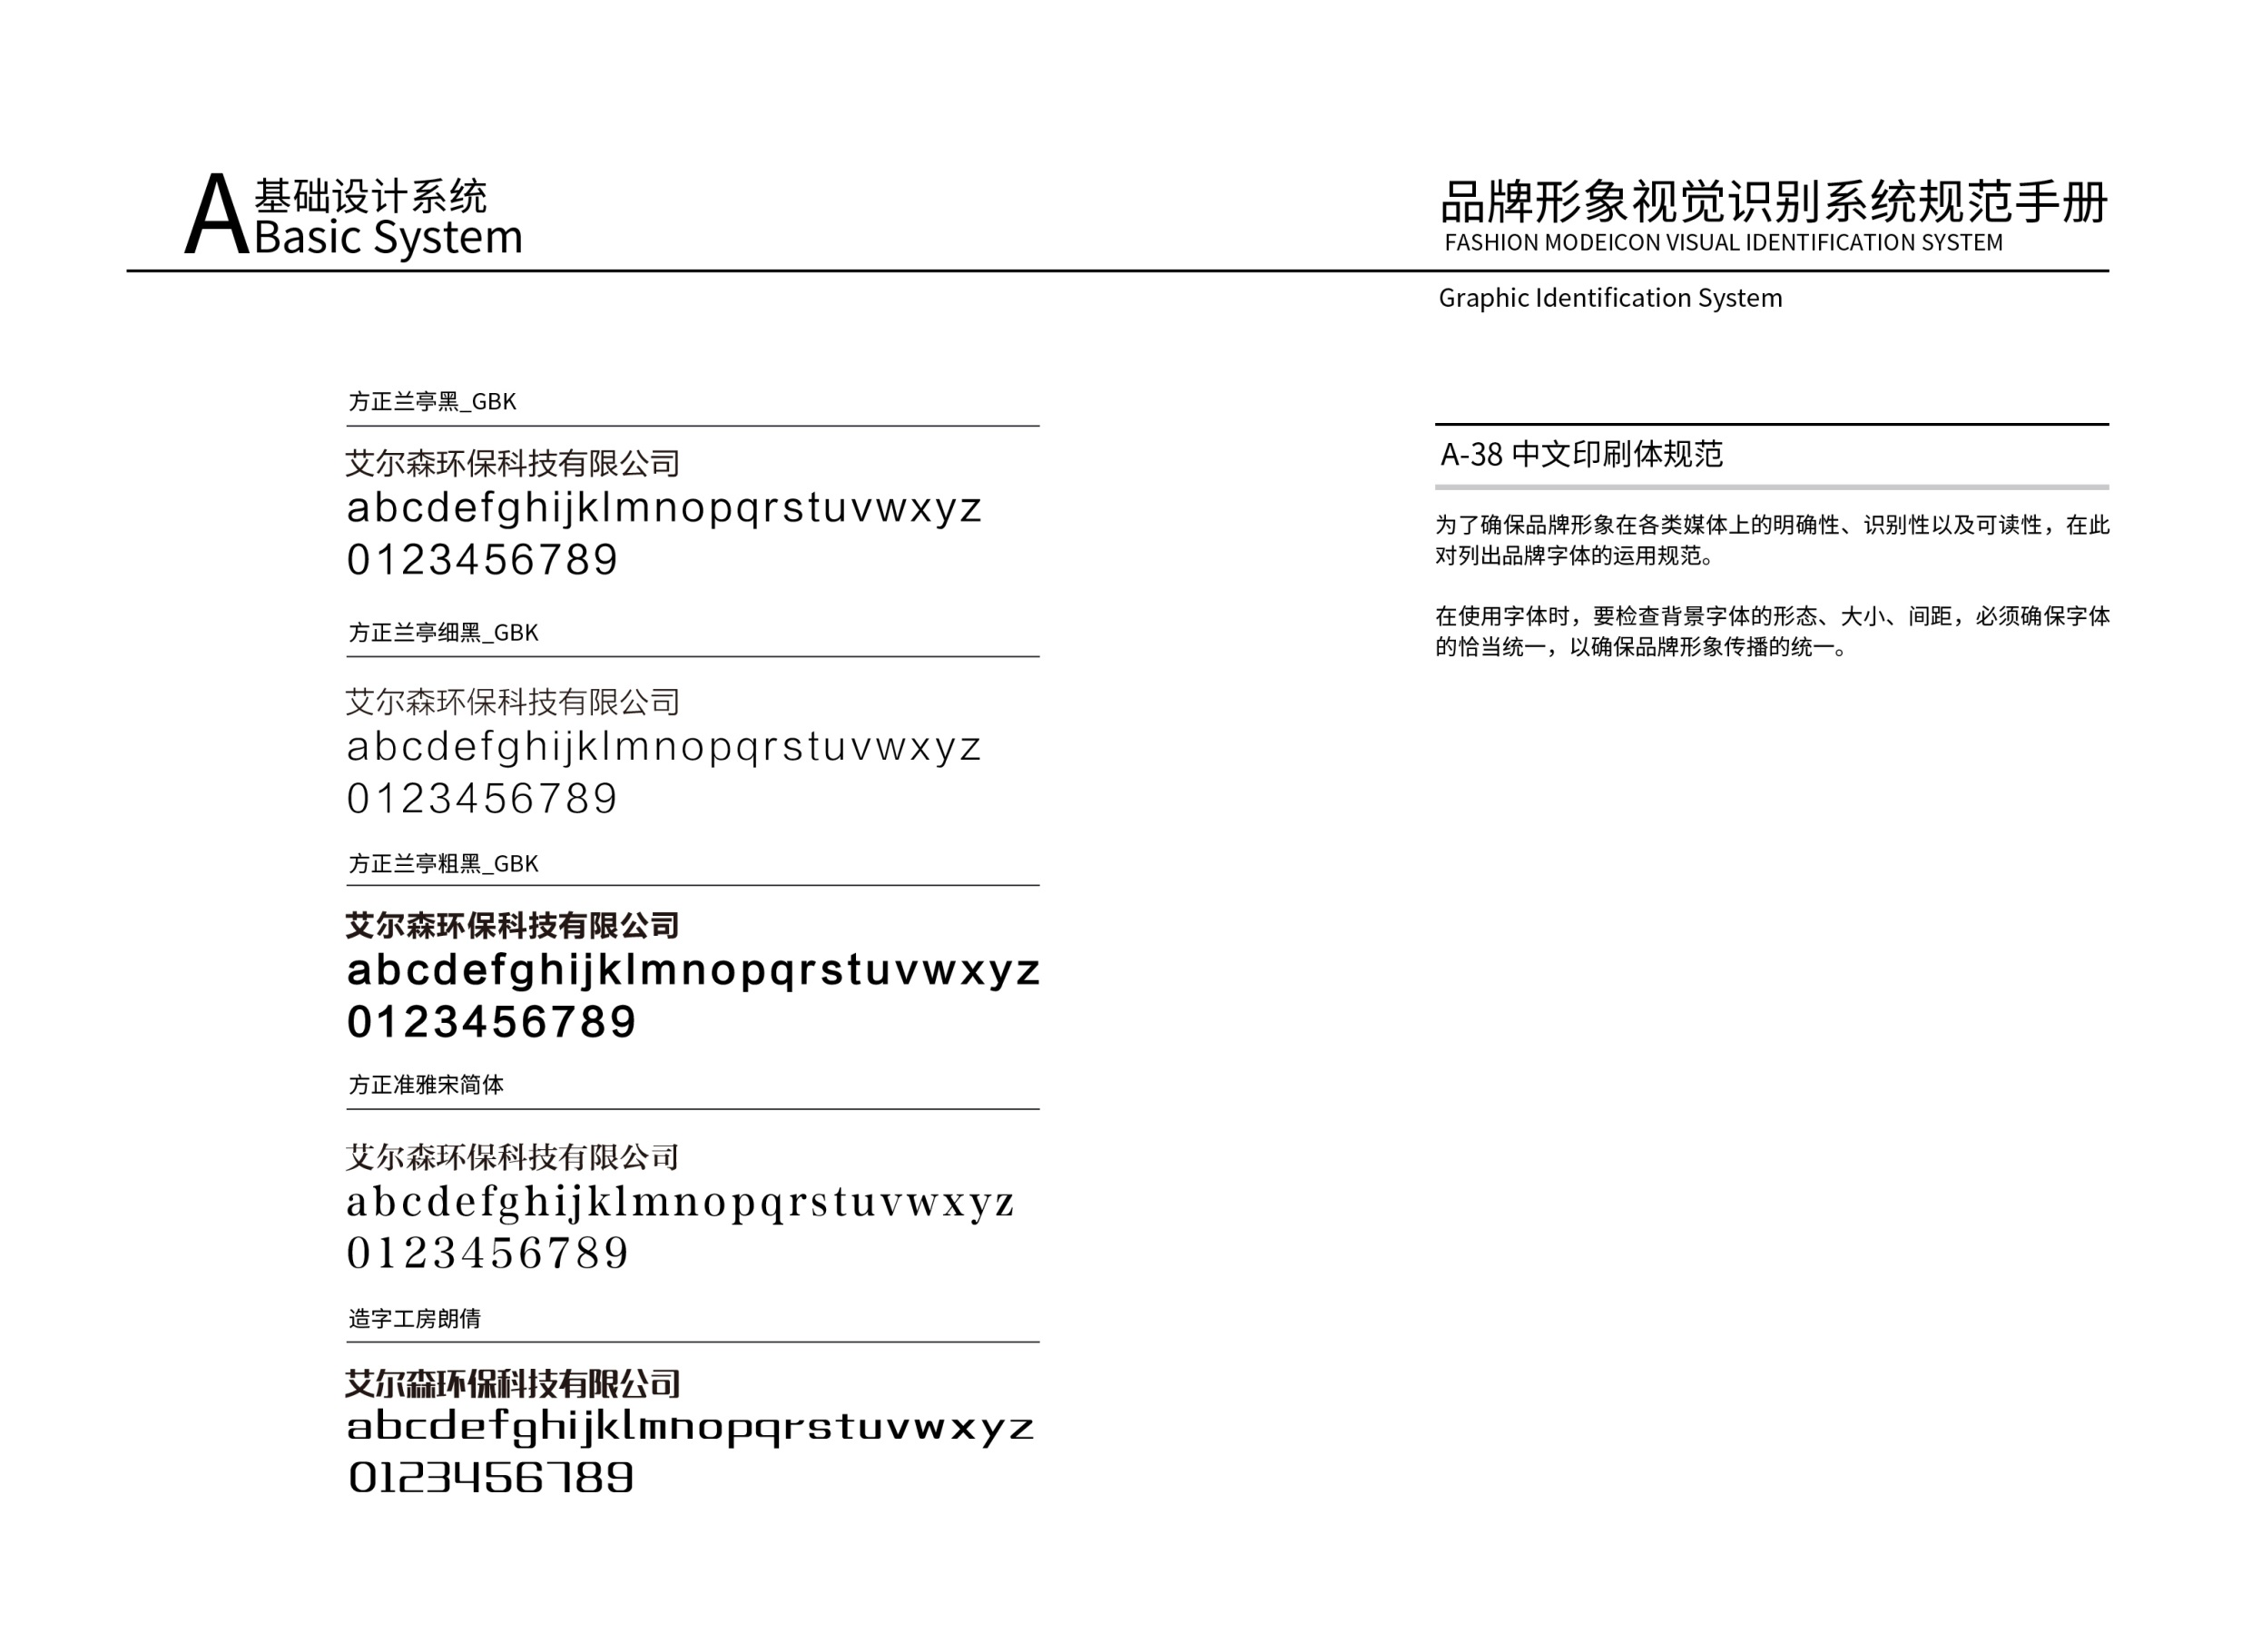 A
基础设计系统
Basic System
品牌形象视觉识别系统规范手册
FASHION MODEICON VISUAL IDENTIFICATION SYSTEM
Graphic Identification System
方正兰亭黑_GBK
艾尔森环保科技有限公司
abcdefghijklmnopqrstuvwxyz
0123456789
方正兰亭细黑_GBK
艾尔森环保科技有限公司
abcdefghijklmnopqrstuvwxyz
0123456789
方正兰亭粗黑_GBK
艾尔森环保科技有限公司
abcdefghijklmnopqrstuvwxyz
0123456789
方正准雅宋简体
艾尔森环保科技有限公司
abcdefghijklmnopqrstuvwxyz
0123456789
造字工房朗倩
艾尔森环保科技有限公司
abcdefghijklmnopqrstuvwxyz
0123456789
A-38 中文印刷体规范
为了确保品牌形象在各类媒体上的明确性、识别性以及可读性，在此
对列出品牌字体的运用规范。
在使用字体时，要检查背景字体的形态、大小、间距，必须确保字体
的恰当统一，以确保品牌形象传播的统一。